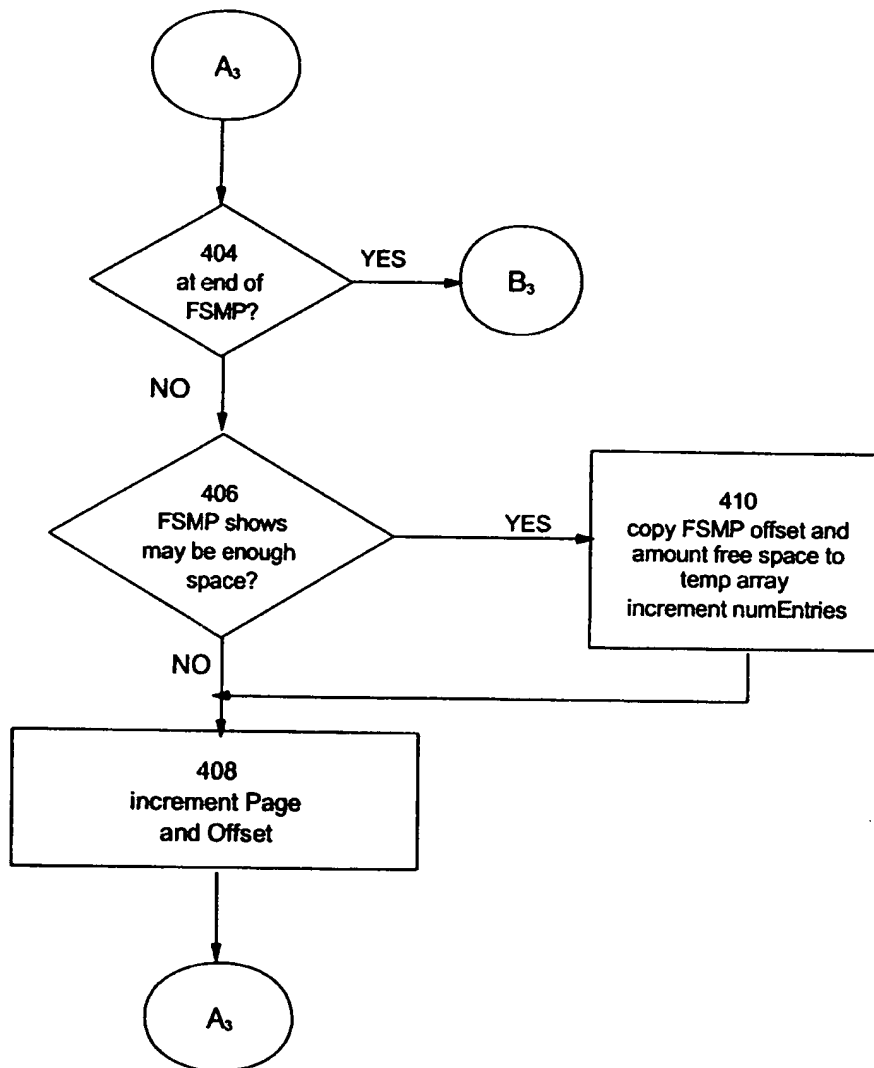 A₃
404
at end of
FSMP?
YES
B₃
NO
406
FSMP shows
may be enough
space?
YES
410
copy FSMP offset and
amount free space to
temp array
increment numEntries
NO
408
increment Page
and Offset
A₃